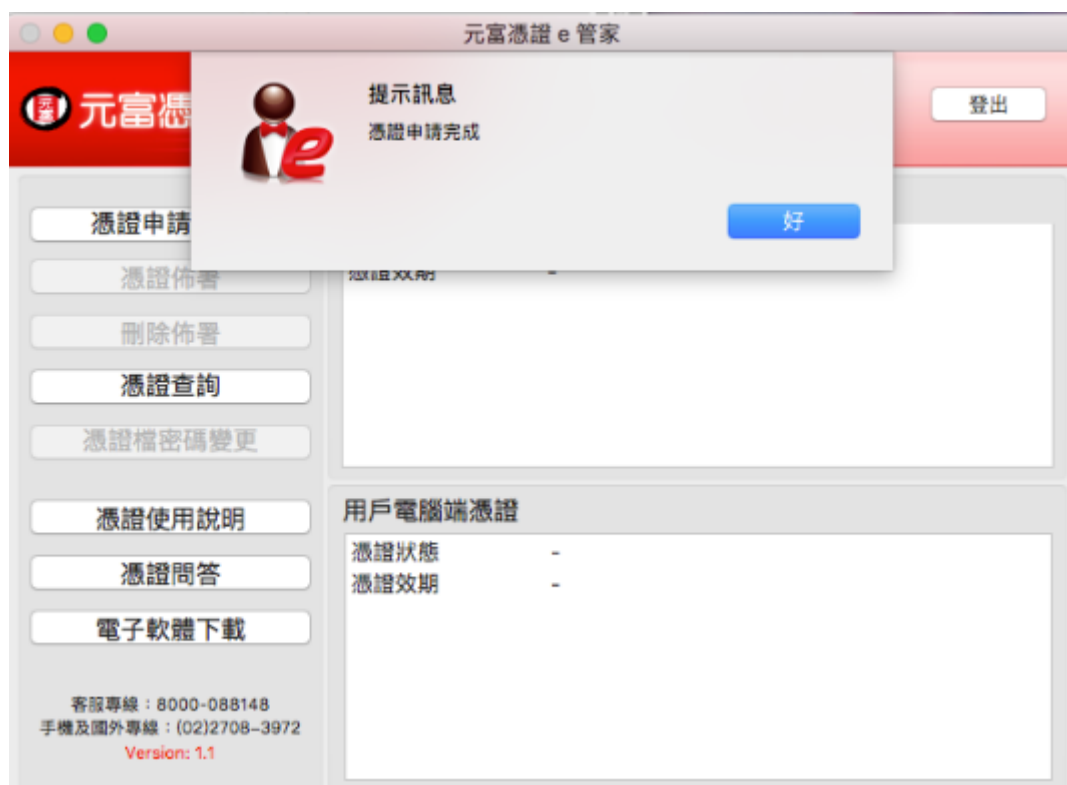 元富憑證 e 管家
元富憑
提示訊息
憑證申請完成
好
登出
憑證申請
憑證佈署
刪除佈署
憑證查詢
憑證檔密碼變更
憑證使用說明
憑證問答
電子軟體下載
客服專線：8000-088148
手機及國外專線：(02)2708-3972
Version: 1.1
憑證效期 -
用戶電腦端憑證
憑證狀態 -
憑證效期 -